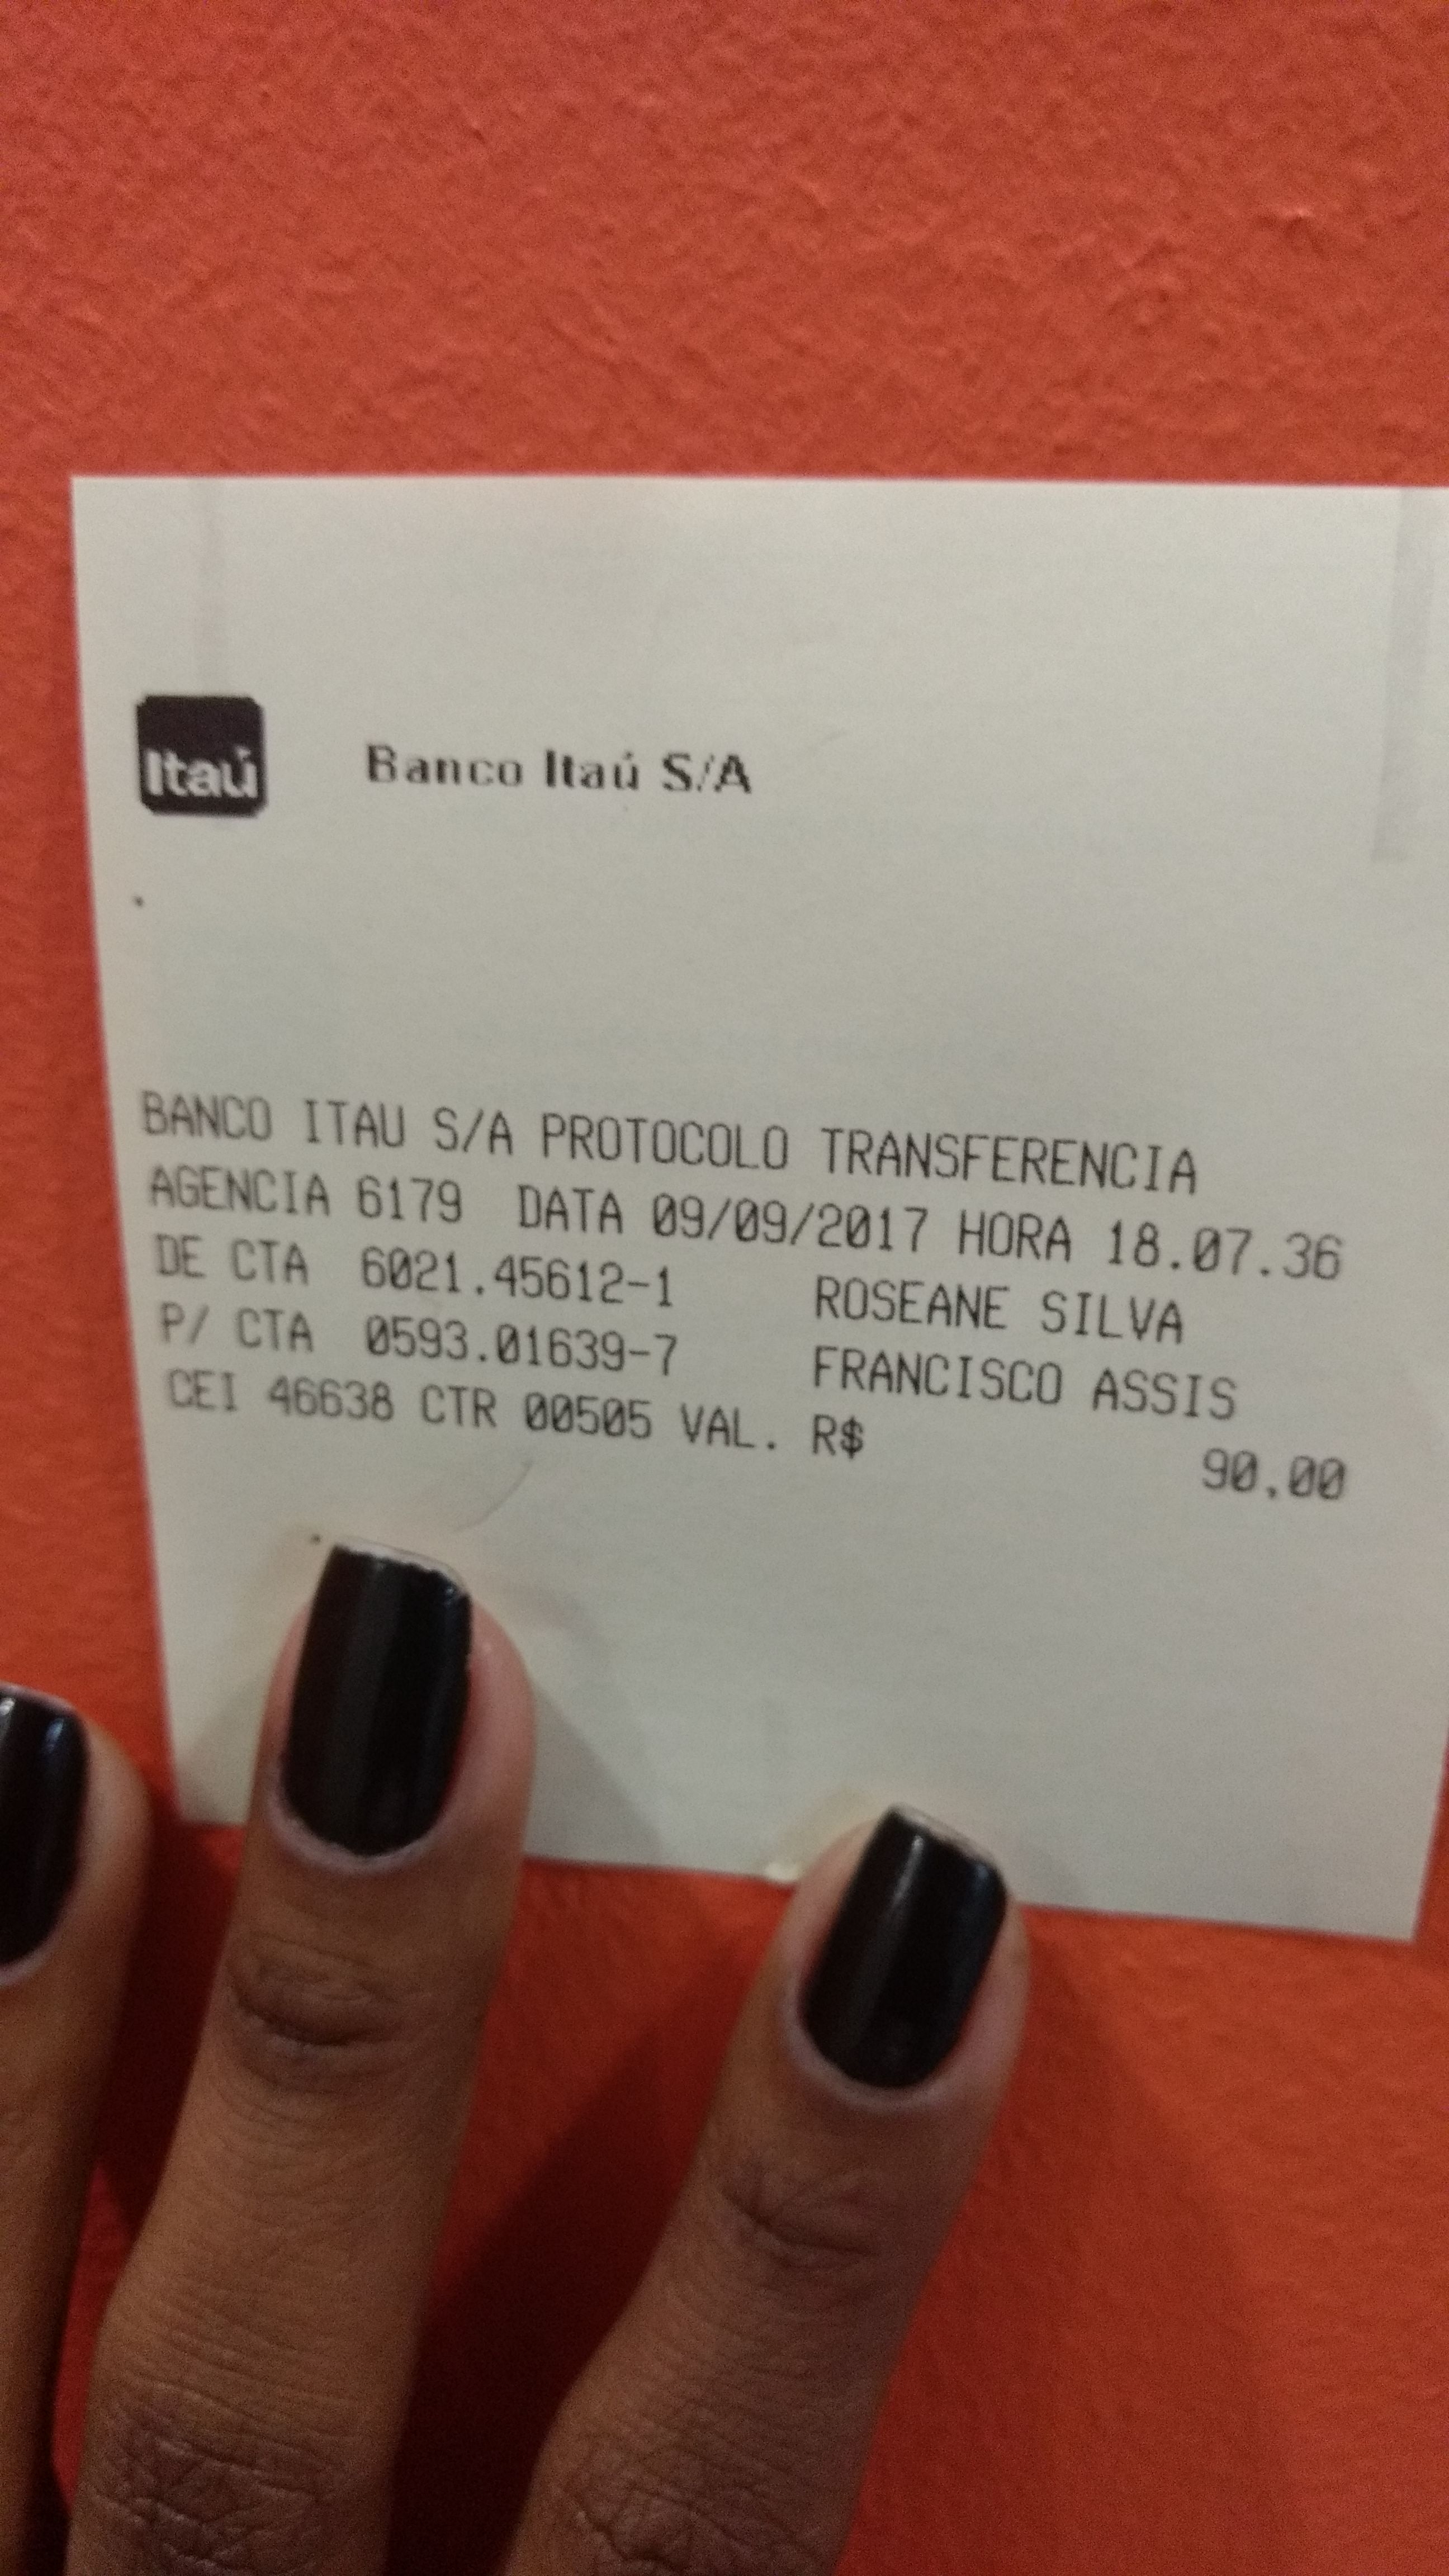 Itaú Banco Itaú S/A
BANCO ITAU S/A PROTOCOLO TRANSFERENCIA
AGENCIA 6179 DATA 09/09/2017 HORA 18.07.36
DE CTA 6021.45612-1 ROSEANE SILVA
P/ CTA 0593.01639-7 FRANCISCO ASSIS
CEI 46638 CTR 00505 VAL. R$ 90,00